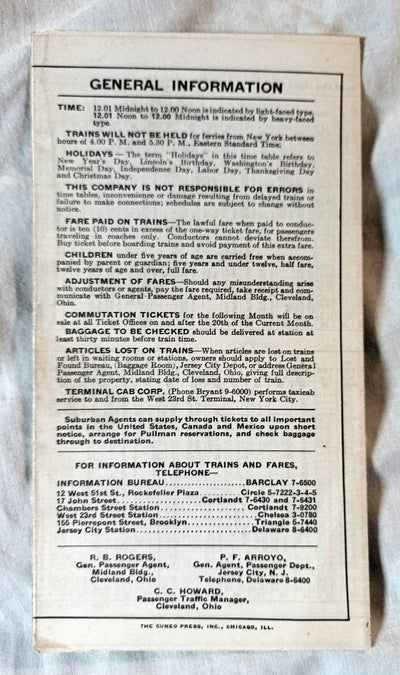 GENERAL INFORMATION
TIME: 12.01 Midnight to 12.00 Noon is indicated by light-faced type.
12.01 Noon to 12.00 Midnight is indicated by heavy-faced
type.
TRAINS WILL NOT BE HELD for ferries from New York between
hours of 4.00 P. M. and 5.30 P. M., Eastern Standard Time.
HOLIDAYS — The term "Holidays" in this time table refers to
New Year's Day, Lincoln's Birthday, Washington's Birthday,
Memorial Day, Independence Day, Labor Day, Thanksgiving Day
and Christmas Day.
THIS COMPANY IS NOT RESPONSIBLE FOR ERRORS in
time tables, inconvenience or damage resulting from delayed trains or
failure to make connections; schedules are subject to change without
notice.
FARE PAID ON TRAINS—The lawful fare when paid to conduc-
tor is ten (10) cents in excess of the one-way ticket fare, for passengers
traveling in coaches only. Conductors cannot deviate therefrom.
Buy ticket before boarding trains and avoid payment of this extra fare.
CHILDREN under five years of age are carried free when accom-
panied by parent or guardian; five years and under twelve, half fare,
twelve years of age and over, full fare.
ADJUSTMENT OF FARES—Should any misunderstanding arise
with conductors or agents, pay the fare required, take receipt and com-
municate with General Passenger Agent, Midland Bldg., Cleveland,
Ohio.
COMMUTATION TICKETS for the following Month will be on
sale at all Ticket Offices on and after the 20th of the Current Month.
BAGGAGE TO BE CHECKED should be delivered at station at
least thirty minutes before train time.
ARTICLES LOST ON TRAINS—When articles are lost on trains
or left in waiting rooms or stations, owners should apply to Lost and
Found Bureau, (Baggage Room), Jersey City Depot, or address General
Passenger Agent, Midland Bldg., Cleveland, Ohio, giving full descrip-
tion of the property, stating date of loss and number of train.
TERMINAL CAB CORP. (Phone Bryant 9-6000) performs taxicab
service to and from the West 23rd St. Terminal, New York City.
Suburban Agents can supply through tickets to all important
points in the United States, Canada and Mexico upon short
notice, arrange for Pullman reservations, and check baggage
through to destination.
FOR INFORMATION ABOUT TRAINS AND FARES,
TELEPHONE—
INFORMATION BUREAU....................BARCLAY 7-6500
12 West 51st St., Rockefeller Plaza..........Circle 5-7222-3-4-5
17 John Street....................Cortlandt 7-6430 and 7-6431
Chambers Street Station....................Cortlandt 7-9200
West 23rd Street Station....................Chelsea 3-0780
155 Pierrepont Street, Brooklyn....................Triangle 5-7440
Jersey City Station....................Delaware 8-6400
R. B. ROGERS,
Gen. Passenger Agent,
Midland Bldg.,
Cleveland, Ohio
P. F. ARROYO,
Gen. Agent, Passenger Dept.,
Jersey City, N. J.
Telephone, Delaware 8-6400
C. C. HOWARD,
Passenger Traffic Manager,
Cleveland, Ohio
THE CUNEO PRESS, INC., CHICAGO, ILL.